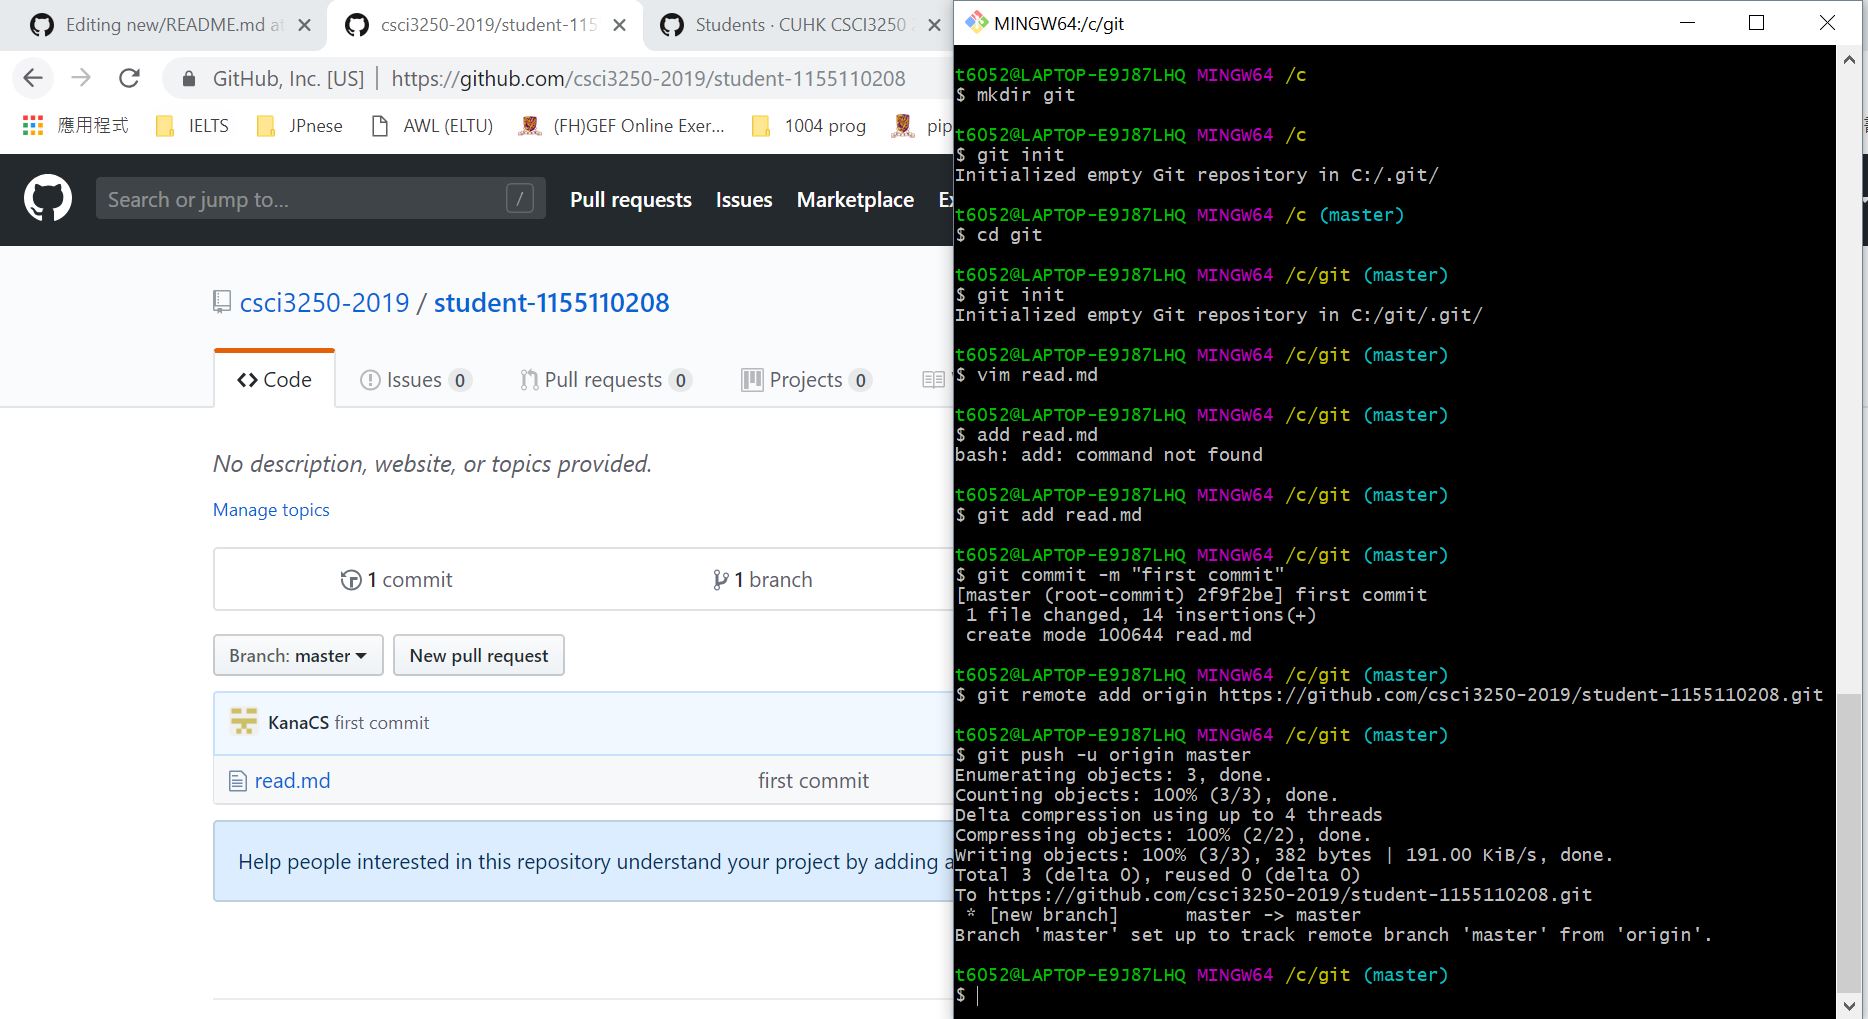 Editing new/README.md at
csci3250-2019/student-115
Students · CUHK CSCI3250
GitHub, Inc. [US] | https://github.com/csci3250-2019/student-1155110208
應用程式 IELTS JPnese AWL (ELTU) (FH)GEF Online Exer... 1004 prog pip
Search or jump to... / Pull requests Issues Marketplace Ex
csci3250-2019 / student-1155110208
Code Issues 0 Pull requests 0 Projects 0
No description, website, or topics provided.
Manage topics
1 commit 1 branch
Branch: master New pull request
KanaCS first commit
read.md first commit
Help people interested in this repository understand your project by adding a
MINGW64:/c/git
t6052@LAPTOP-E9J87LHQ MINGW64 /c
$ mkdir git
t6052@LAPTOP-E9J87LHQ MINGW64 /c
$ git init
Initialized empty Git repository in C:/.git/
t6052@LAPTOP-E9J87LHQ MINGW64 /c (master)
$ cd git
t6052@LAPTOP-E9J87LHQ MINGW64 /c/git (master)
$ git init
Initialized empty Git repository in C:/git/.git/
t6052@LAPTOP-E9J87LHQ MINGW64 /c/git (master)
$ vim read.md
t6052@LAPTOP-E9J87LHQ MINGW64 /c/git (master)
$ add read.md
bash: add: command not found
t6052@LAPTOP-E9J87LHQ MINGW64 /c/git (master)
$ git add read.md
t6052@LAPTOP-E9J87LHQ MINGW64 /c/git (master)
$ git commit -m "first commit"
[master (root-commit) 2f9f2be] first commit
1 file changed, 14 insertions(+)
create mode 100644 read.md
t6052@LAPTOP-E9J87LHQ MINGW64 /c/git (master)
$ git remote add origin https://github.com/csci3250-2019/student-1155110208.git
t6052@LAPTOP-E9J87LHQ MINGW64 /c/git (master)
$ git push -u origin master
Enumerating objects: 3, done.
Counting objects: 100% (3/3), done.
Delta compression using up to 4 threads
Compressing objects: 100% (2/2), done.
Writing objects: 100% (3/3), 382 bytes | 191.00 KiB/s, done.
Total 3 (delta 0), reused 0 (delta 0)
To https://github.com/csci3250-2019/student-1155110208.git
* [new branch] master -> master
Branch 'master' set up to track remote branch 'master' from 'origin'.
t6052@LAPTOP-E9J87LHQ MINGW64 /c/git (master)
$